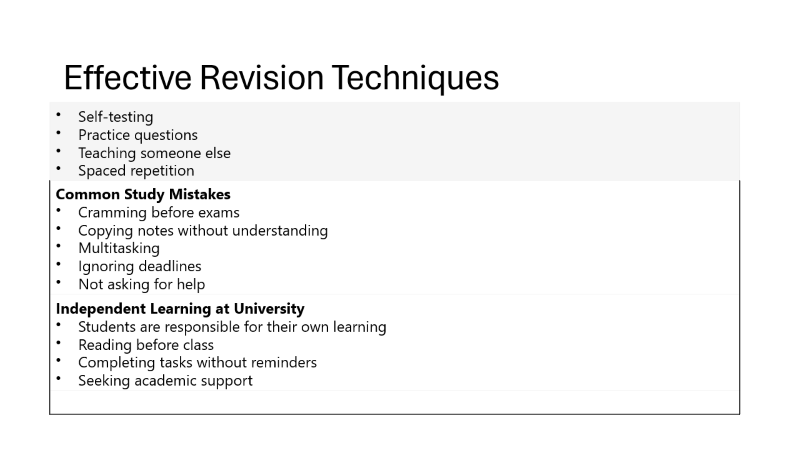 Effective Revision Techniques
• Self-testing
• Practice questions
• Teaching someone else
• Spaced repetition
Common Study Mistakes
• Cramming before exams
• Copying notes without understanding
• Multitasking
• Ignoring deadlines
• Not asking for help
Independent Learning at University
• Students are responsible for their own learning
• Reading before class
• Completing tasks without reminders
• Seeking academic support